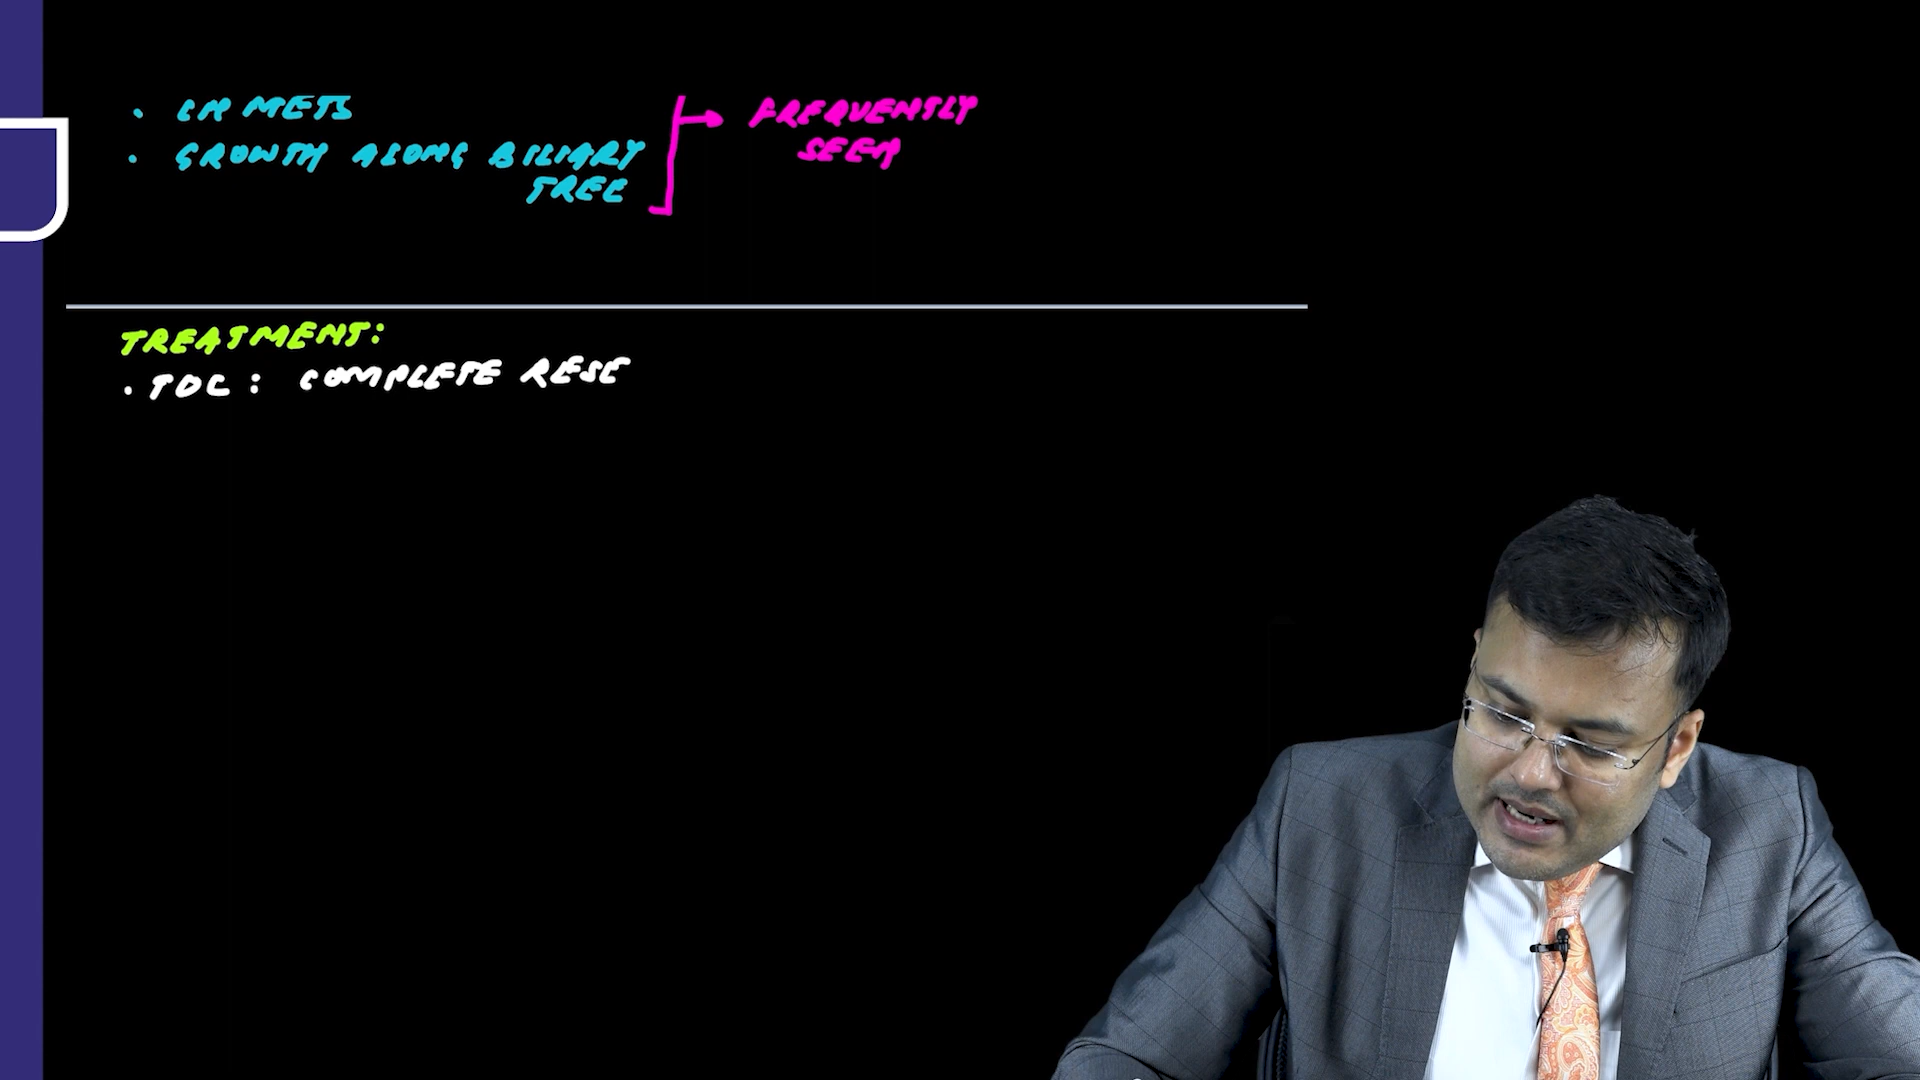 • LN METS
• GROWTH ALONG BILIARY
TREE
FREQUENTLY
SEEN
TREATMENT:
• TOC: COMPLETE RESE